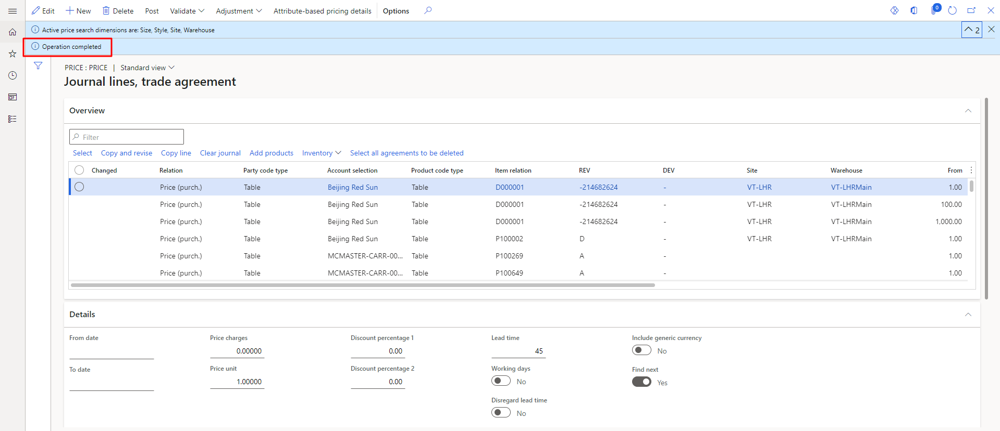 Edit New Delete Post Validate Adjustment Attribute-based pricing details Options 0
Active price search dimensions are: Size, Style, Site, Warehouse 2
Operation completed
PRICE : PRICE | Standard view
Journal lines, trade agreement
Overview
Filter
Select Copy and revise Copy line Clear journal Add products Inventory Select all agreements to be deleted
Changed Relation Party code type Account selection Product code type Item relation REV DEV Site Warehouse From
Price (purch.) Table Beijing Red Sun Table D000001 -214682624 - VT-LHR VT-LHRMain 1.00
Price (purch.) Table Beijing Red Sun Table D000001 -214682624 - VT-LHR VT-LHRMain 100.00
Price (purch.) Table Beijing Red Sun Table D000001 -214682624 - VT-LHR VT-LHRMain 1,000.00
Price (purch.) Table Beijing Red Sun Table P100002 D - VT-LHR VT-LHRMain 1.00
Price (purch.) Table MCMASTER-CARR-00... Table P100269 A - 1.00
Price (purch.) Table MCMASTER-CARR-00... Table P100649 A - 1.00
Details
From date Price charges Discount percentage 1 Lead time Include generic currency
0.00000 0.00 45 No
To date Price unit Discount percentage 2 Working days Find next
1.00000 0.00 No Yes
Disregard lead time
No